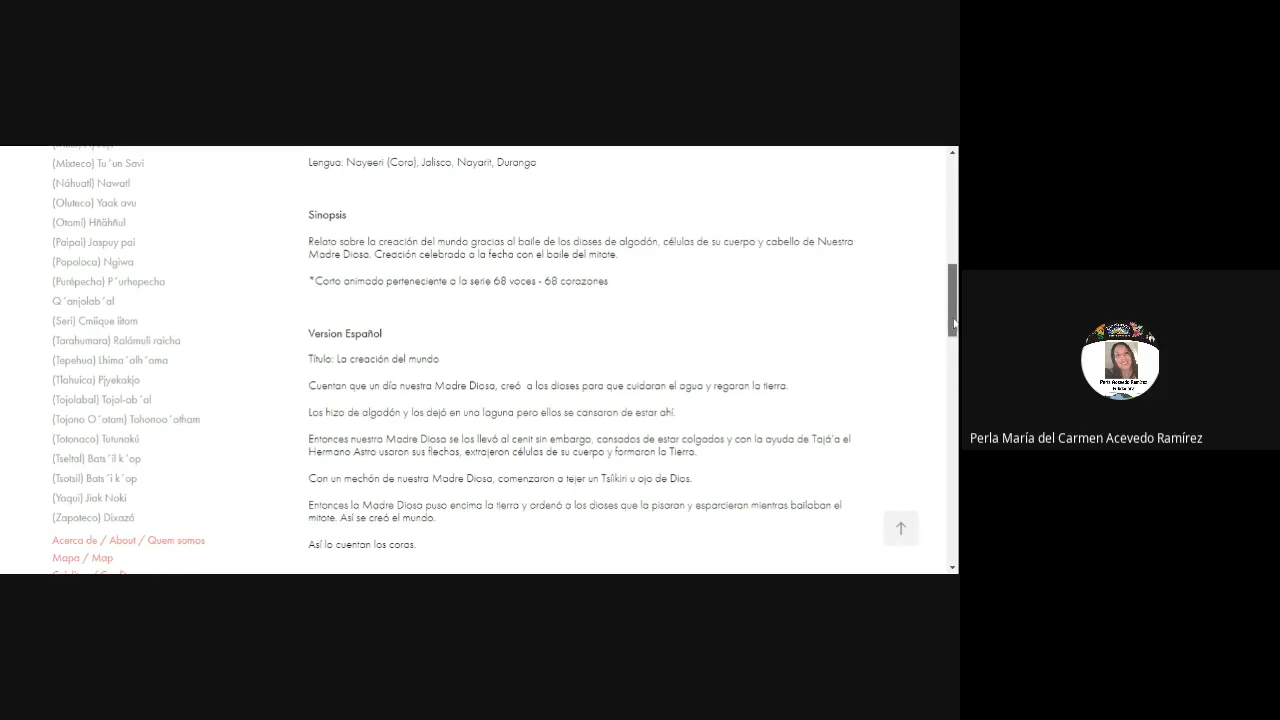 (Mixteco) Tu´un Savi
(Náhuatl) Nawatl
(Oluteco) Yaak avu
(Otomí) Hñähñul
(Paipai) Jaspuy pai
(Popoloca) Ngiwa
(Purépecha) P´urhepecha
Q´anjolab´al
(Seri) Cmiique iitom
(Tarahumara) Ralámuli raicha
(Tepehua) Lhima´alh´ama
(Tlahuica) Pjyekakjo
(Tojolabal) Tojol-ab´al
(Tojono O´otam) Tohonoo´otham
(Totonaco) Tutunakú
(Tseltal) Bats´il k´op
(Tsotsil) Bats´i k´op
(Yaqui) Jiak Noki
(Zapoteco) Dixazá
Acerca de / About / Quem somos
Mapa / Map
Lengua: Nayeeri (Cora), Jalisco, Nayarit, Durango
Sinopsis
Relato sobre la creación del mundo gracias al baile de los dioses de algodón, células de su cuerpo y cabello de Nuestra
Madre Diosa. Creación celebrada a la fecha con el baile del mitote.
*Corto animado perteneciente a la serie 68 voces - 68 corazones
Version Español
Título: La creación del mundo
Cuentan que un día nuestra Madre Diosa, creó a los dioses para que cuidaran el agua y regaran la tierra.
Los hizo de algodón y los dejó en una laguna pero ellos se cansaron de estar ahí.
Entonces nuestra Madre Diosa se los llevó al cenit sin embargo, cansados de estar colgados y con la ayuda de Tajá'a el
Hermano Astro usaron sus flechas, extrajeron células de su cuerpo y formaron la Tierra.
Con un mechón de nuestra Madre Diosa, comenzaron a tejer un Tsíikiri u ojo de Dios.
Entonces la Madre Diosa puso encima la tierra y ordenó a los dioses que la pisaran y esparcieran mientras bailaban el
mitote. Así se creó el mundo.
Así lo cuentan los coras.
Perla María del Carmen Acevedo Ramírez